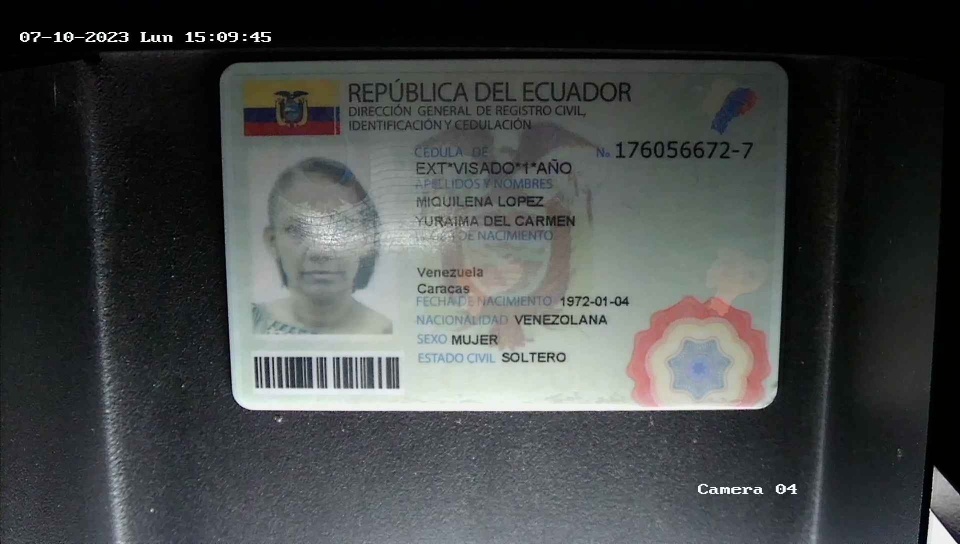 07-10-2023 Lun 15:09:45
REPÚBLICA DEL ECUADOR
DIRECCIÓN GENERAL DE REGISTRO CIVIL,
IDENTIFICACIÓN Y CEDULACIÓN
CÉDULA DE No 176056672-7
EXT*VISADO*1*AÑO
APELLIDOS Y NOMBRES
MIQUILENA LOPEZ
YURAIMA DEL CARMEN
LUGAR DE NACIMIENTO
Venezuela
Caracas
FECHA DE NACIMIENTO 1972-01-04
NACIONALIDAD VENEZOLANA
SEXO MUJER
ESTADO CIVIL SOLTERO
Camera 04